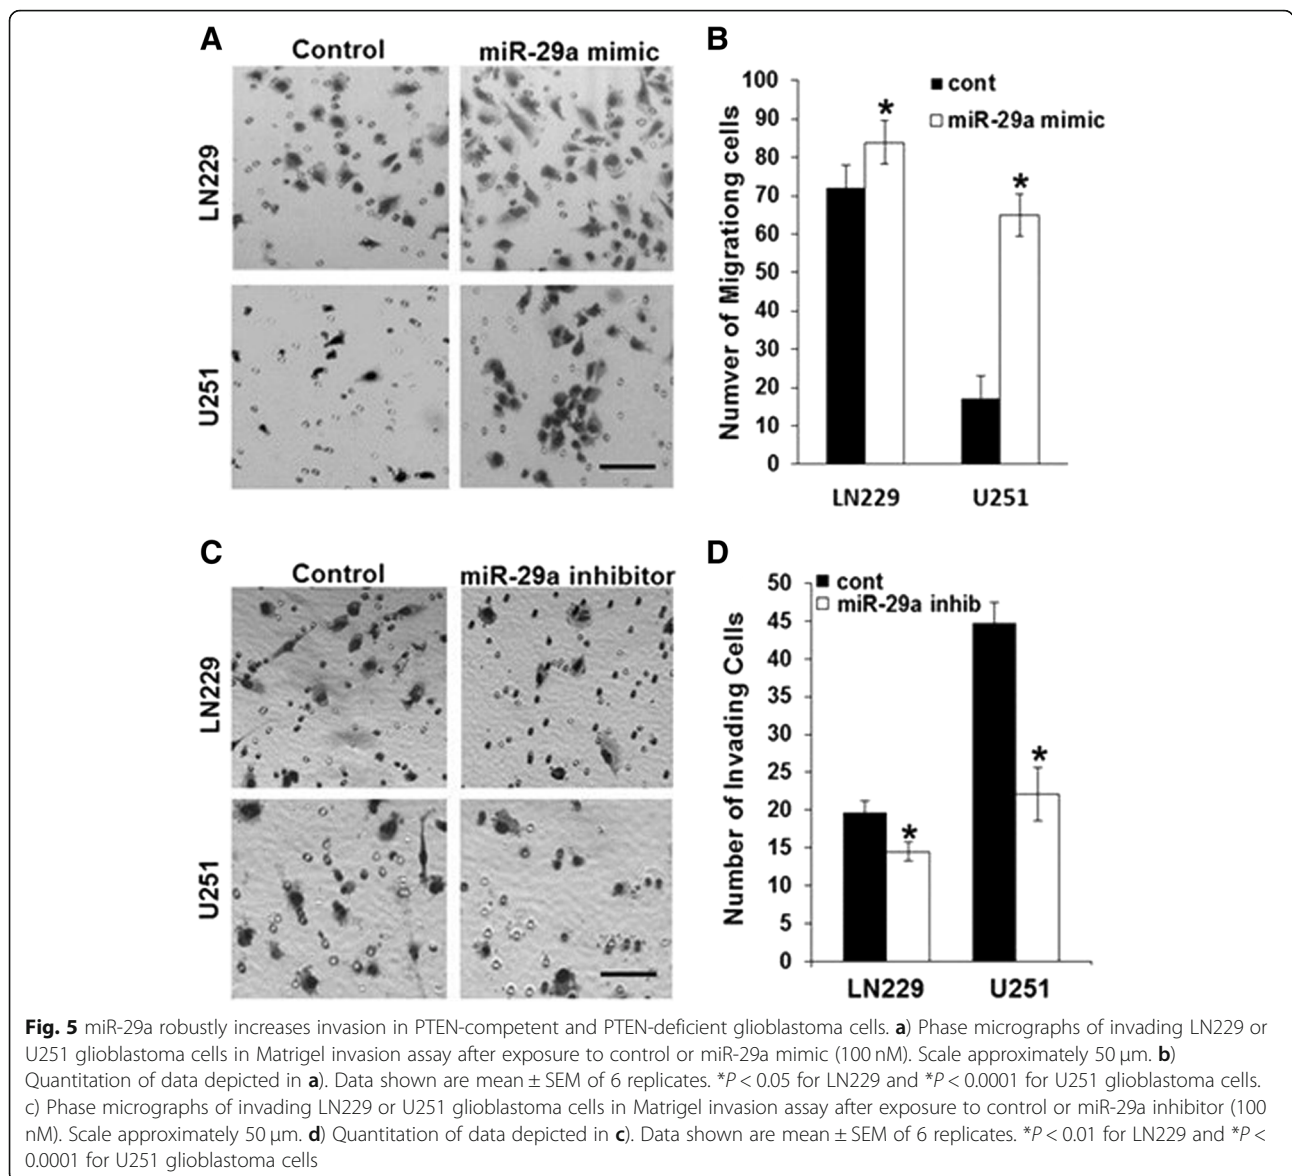 A
Control
miR-29a mimic
LN229
U251
B
cont
miR-29a mimic
Numver of Migrationg cells
100
90
80
70
60
50
40
30
20
10
0
*
*
LN229
U251
C
Control
miR-29a inhibitor
LN229
U251
D
cont
miR-29a inhib
Number of Invading Cells
50
45
40
35
30
25
20
15
10
5
0
*
*
LN229
U251
Fig. 5 miR-29a robustly increases invasion in PTEN-competent and PTEN-deficient glioblastoma cells. a) Phase micrographs of invading LN229 or
U251 glioblastoma cells in Matrigel invasion assay after exposure to control or miR-29a mimic (100 nM). Scale approximately 50 μm. b)
Quantitation of data depicted in a). Data shown are mean ± SEM of 6 replicates. *P < 0.05 for LN229 and *P < 0.0001 for U251 glioblastoma cells.
c) Phase micrographs of invading LN229 or U251 glioblastoma cells in Matrigel invasion assay after exposure to control or miR-29a inhibitor (100
nM). Scale approximately 50 μm. d) Quantitation of data depicted in c). Data shown are mean ± SEM of 6 replicates. *P < 0.01 for LN229 and *P <
0.0001 for U251 glioblastoma cells